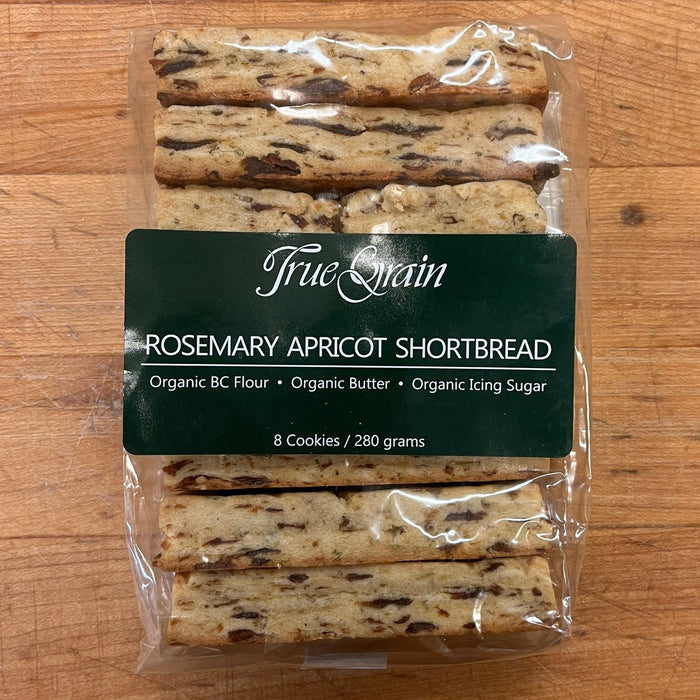 True Grain
ROSEMARY APRICOT SHORTBREAD
Organic BC Flour • Organic Butter • Organic Icing Sugar
8 Cookies / 280 grams